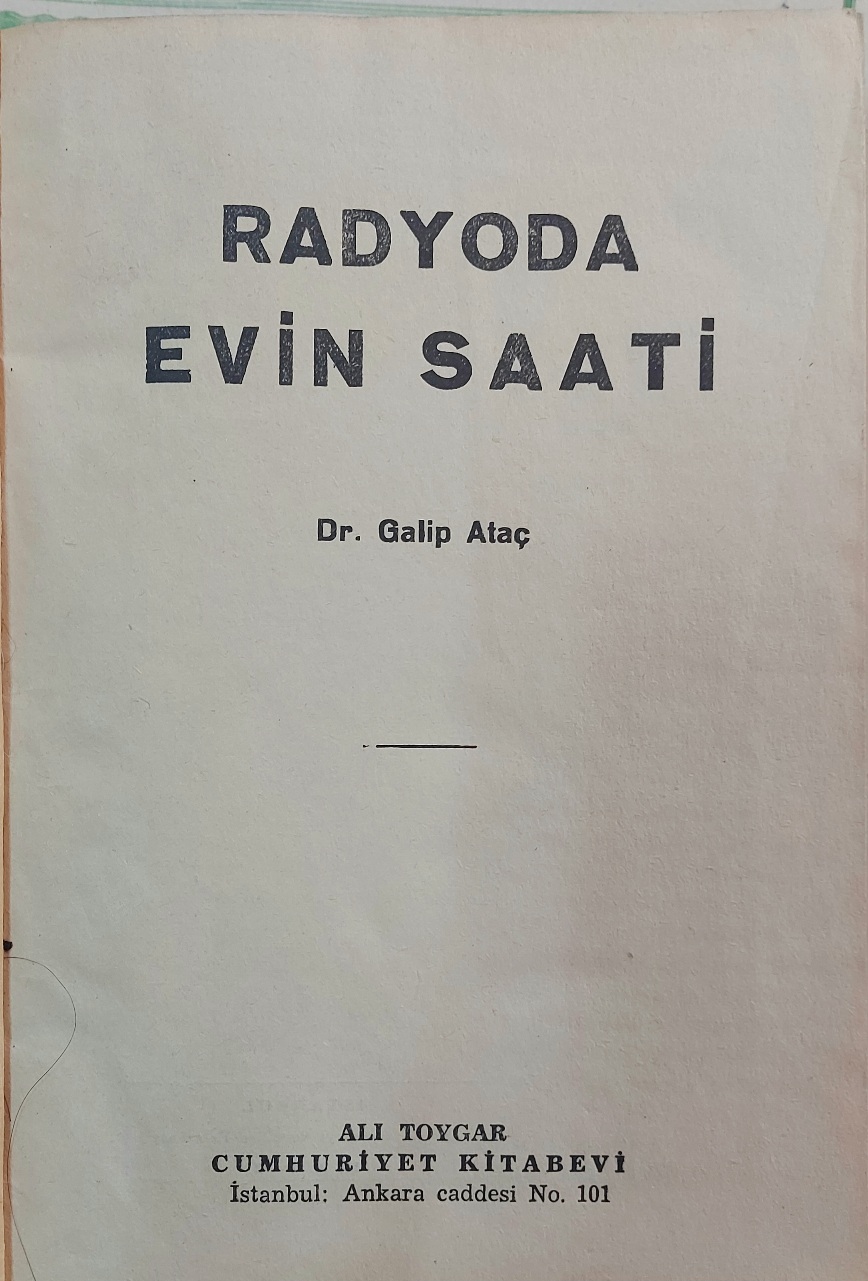 RADYODA
EVİN SAATİ
Dr. Galip Ataç
ALI TOYGAR
CUMHURİYET KİTABEVİ
İstanbul: Ankara caddesi No. 101